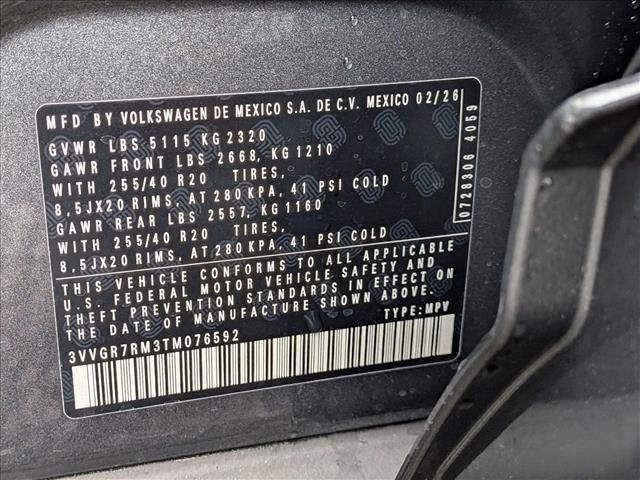 MFD BY VOLKSWAGEN DE MEXICO S.A. DE C.V. MEXICO 02/26
GVWR LBS 5115 KG 2320
GAWR FRONT LBS 2668, KG 1210
WITH 255/40 R20 TIRES,
8,5JX20 RIMS, AT 280 KPA, 41 PSI COLD
GAWR REAR LBS 2557, KG 1160
WITH 255/40 R20 TIRES,
8,5JX20 RIMS, AT 280 KPA, 41 PSI COLD
THIS VEHICLE CONFORMS TO ALL APPLICABLE
U.S. FEDERAL MOTOR VEHICLE SAFETY AND
THEFT PREVENTION STANDARDS IN EFFECT ON
THE DATE OF MANUFACTURE SHOWN ABOVE.
3VVGR7RM3TM076592
TYPE: MPV
0728306 4059